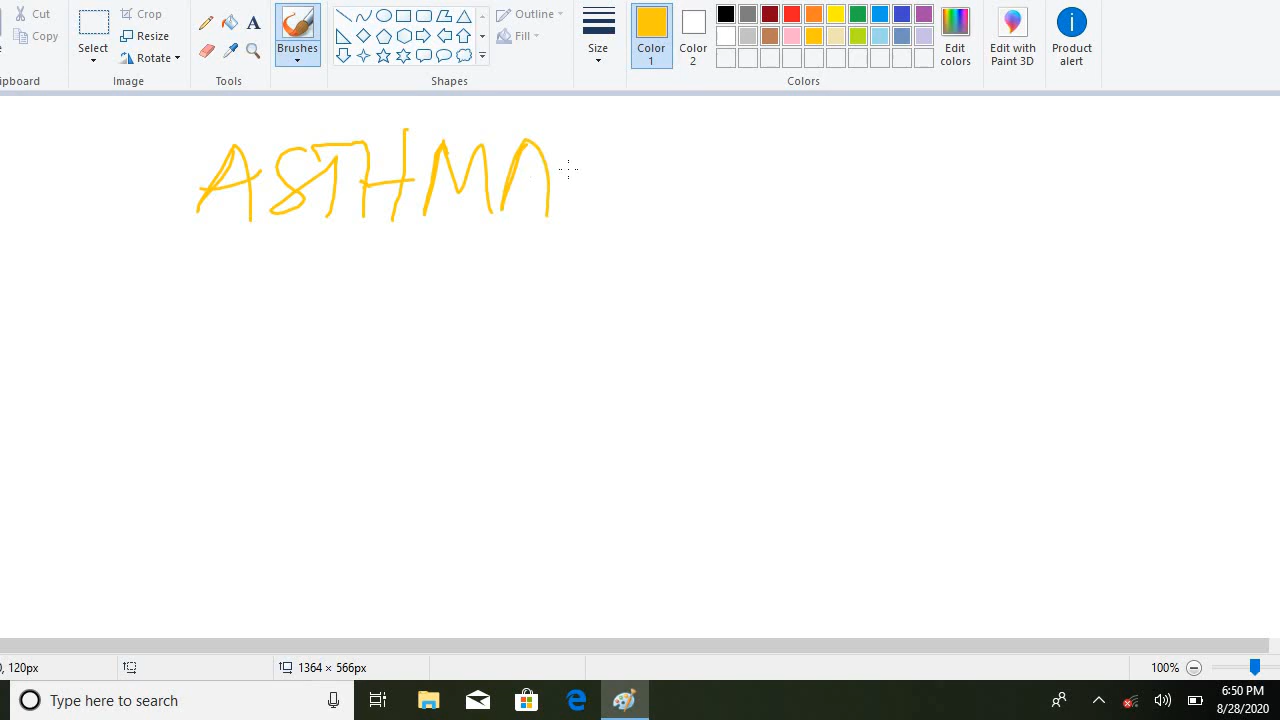 Cut
Copy
lipboard
Select
Crop
Resize
Rotate
Image
A
Tools
Brushes
Shapes
Outline
Fill
Size
Color
1
Color
2
Colors
Edit
colors
Edit with
Paint 3D
Product
alert
ASTHMA
, 120px
1364 × 566px
100%
Type here to search
6:50 PM
8/28/2020